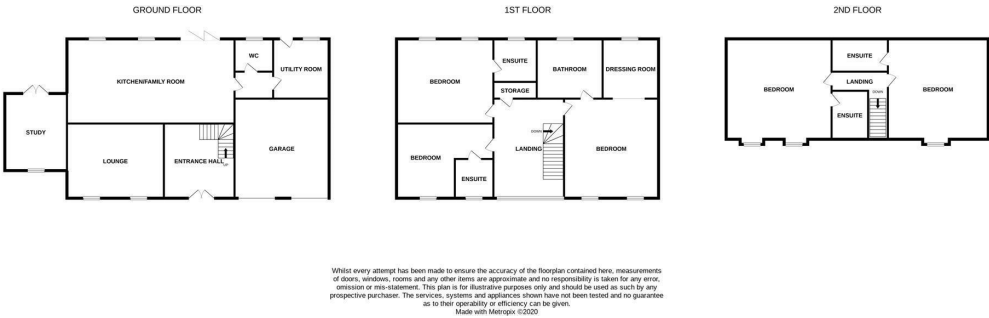 GROUND FLOOR
1ST FLOOR
2ND FLOOR
WC
UTILITY ROOM
KITCHEN/FAMILY ROOM
STUDY
LOUNGE
ENTRANCE HALL
UP
GARAGE
BEDROOM
ENSUITE
BATHROOM
DRESSING ROOM
STORAGE
DOWN
LANDING
BEDROOM
BEDROOM
ENSUITE
ENSUITE
LANDING
BEDROOM
BEDROOM
DOWN
ENSUITE
Whilst every attempt has been made to ensure the accuracy of the floorplan contained here, measurements
of doors, windows, rooms and any other items are approximate and no responsibility is taken for any error,
omission or mis-statement. This plan is for illustrative purposes only and should be used as such by any
prospective purchaser. The services, systems and appliances shown have not been tested and no guarantee
as to their operability or efficiency can be given.
Made with Metropix ©2020